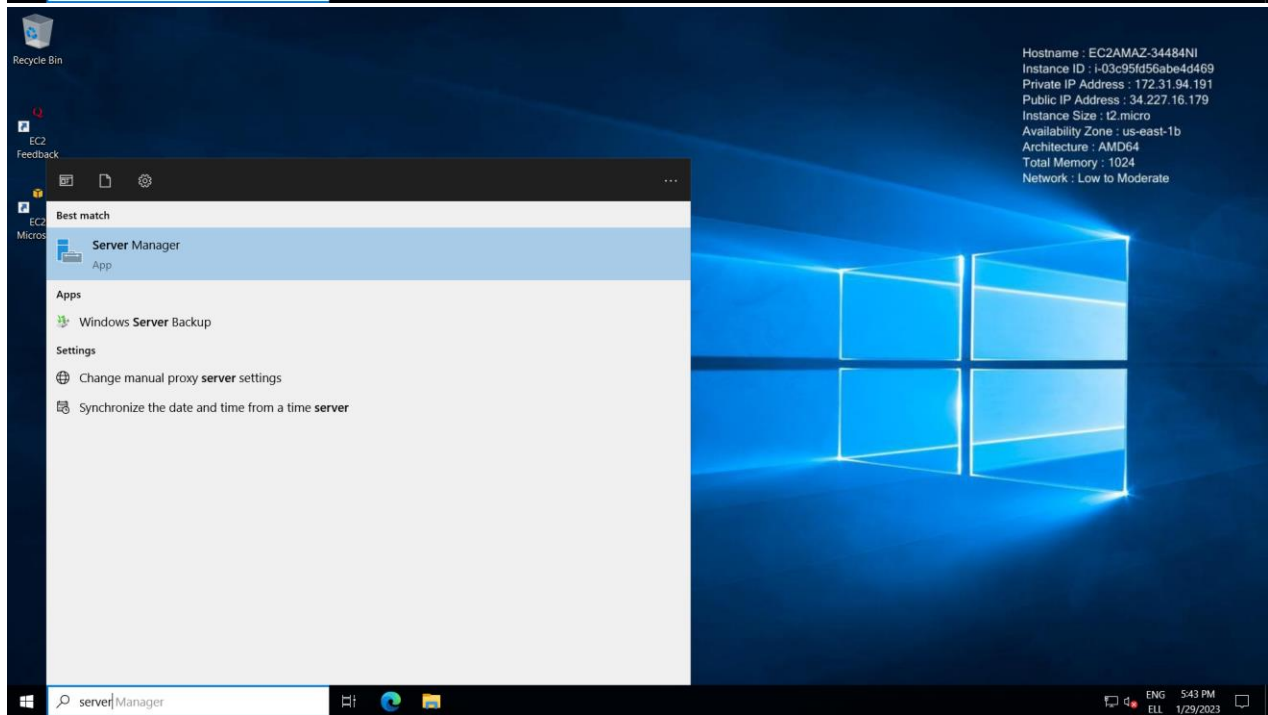 Recycle Bin
EC2
Feedback
EC2
Micros
Hostname : EC2AMAZ-34484NI
Instance ID : i-03c95fd56abe4d469
Private IP Address : 172.31.94.191
Public IP Address : 34.227.16.179
Instance Size : t2.micro
Availability Zone : us-east-1b
Architecture : AMD64
Total Memory : 1024
Network : Low to Moderate
Best match
Server Manager
App
Apps
Windows Server Backup
Settings
Change manual proxy server settings
Synchronize the date and time from a time server
server Manager
ENG 5:43 PM
ELL 1/29/2023